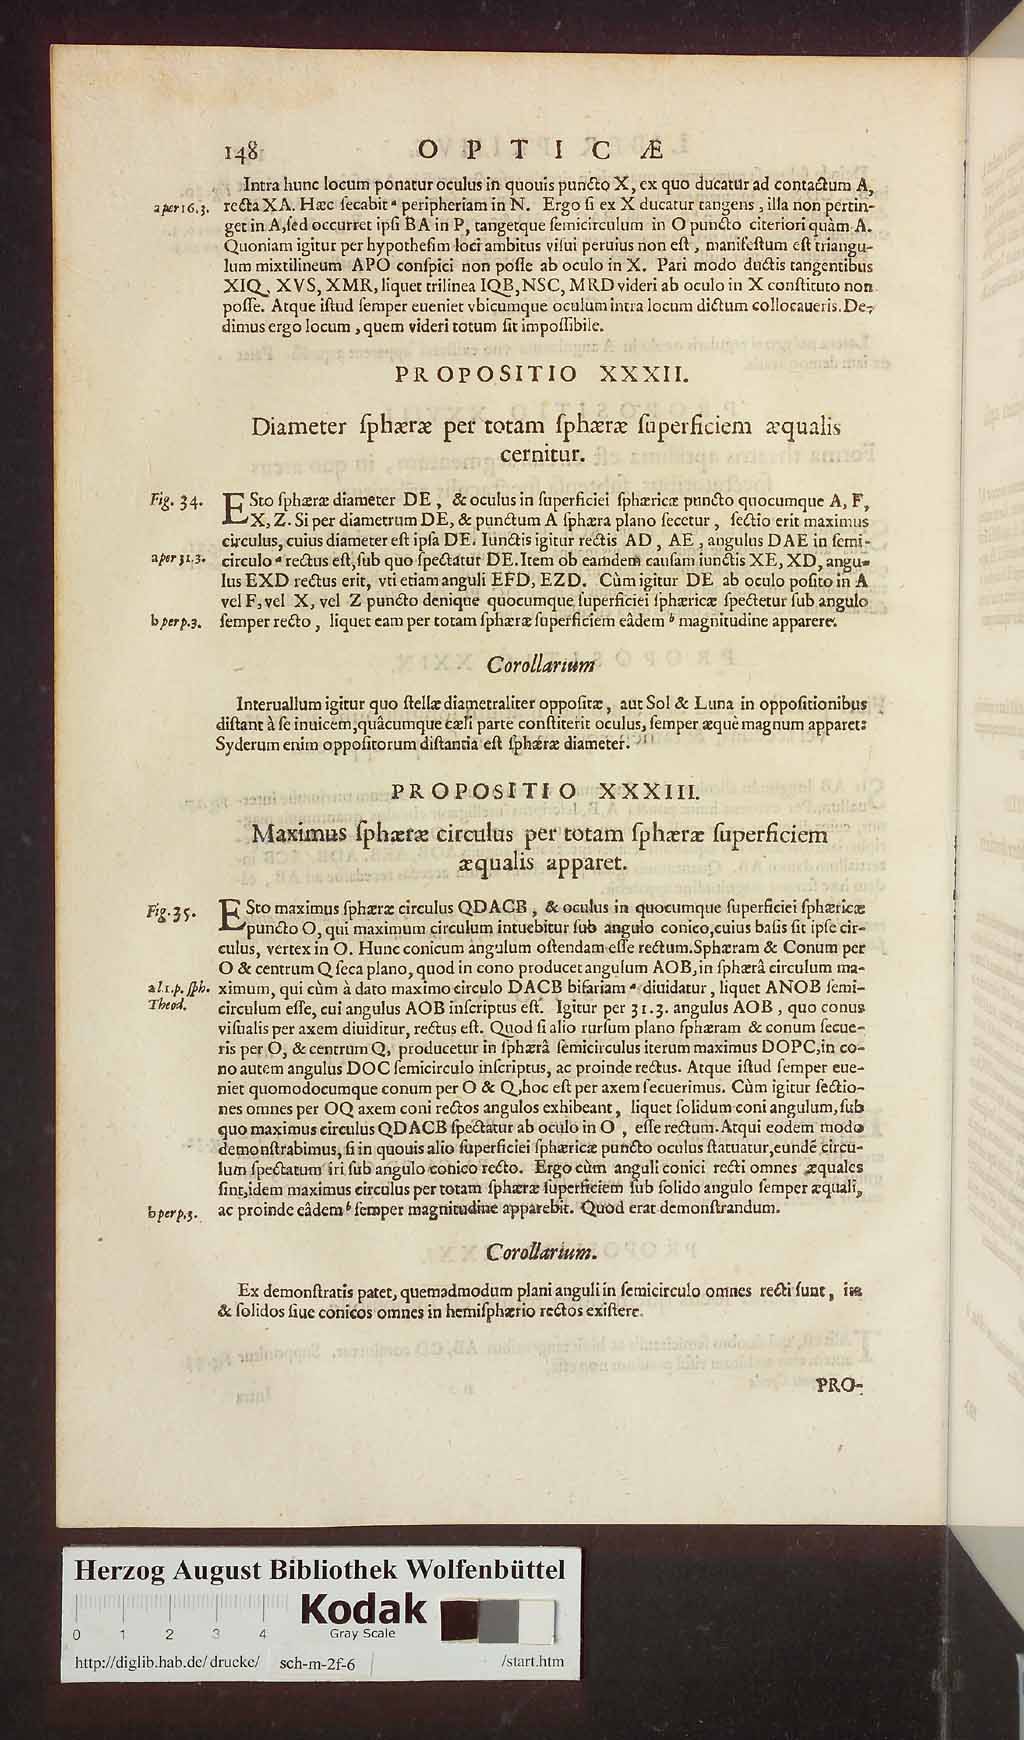 148 OPTICÆ
Intra hunc locum ponatur oculus in quouis puncto X, ex quo ducatur ad contactum A,
a per 16.3. recta XA. Hæc ſecabit ᵃ peripheriam in N. Ergo ſi ex X ducatur tangens, illa non pertin-
get in A, ſed occurret ipſi BA in P, tangetque ſemicirculum in O puncto citeriori quàm A.
Quoniam igitur per hypotheſim loci ambitus viſui peruius non eſt, manifeſtum eſt triangu-
lum mixtilineum APO conſpici non poſſe ab oculo in X. Pari modo ductis tangentibus
XIQ, XVS, XMR, liquet trilinea IQB, NSC, MRD videri ab oculo in X conſtituto non
poſſe. Atque iſtud ſemper eueniet vbicumque oculum intra locum dictum collocaueris. De-
dimus ergo locum, quem videri totum ſit impoſſibile.
PROPOSITIO XXXII.
Diameter ſphæræ per totam ſphæræ ſuperficiem æqualis
cernitur.
Fig. 34. ESto ſphæræ diameter DE, & oculus in ſuperficiei ſphæricæ puncto quocumque A, F,
X, Z. Si per diametrum DE, & punctum A ſphæra plano ſecetur, ſectio erit maximus
circulus, cuius diameter eſt ipſa DE. Iunctis igitur rectis AD, AE, angulus DAE in ſemi-
a per 31.3. circulo ᵃ rectus eſt, ſub quo ſpectatur DE. Item ob eamdem cauſam iunctis XE, XD, angu-
lus EXD rectus erit, vti etiam anguli EFD, EZD. Cùm igitur DE ab oculo poſito in A
vel F, vel X, vel Z puncto denique quocumque ſuperficiei ſphæricæ ſpectetur ſub angulo
b per p.3. ſemper recto, liquet eam per totam ſphæræ ſuperficiem eâdem ᵇ magnitudine apparere.
Corollarium
Interuallum igitur quo ſtellæ diametraliter oppoſitæ, aut Sol & Luna in oppoſitionibus
diſtant à ſe inuicem, quâcumque cæli parte conſtiterit oculus, ſemper æquè magnum apparet:
Syderum enim oppoſitorum diſtantia eſt ſphæræ diameter.
PROPOSITIO XXXIII.
Maximus ſphæræ circulus per totam ſphæræ ſuperficiem
æqualis apparet.
Fig. 35. ESto maximus ſphæræ circulus QDACB, & oculus in quocumque ſuperficiei ſphæricæ
puncto O, qui maximum circulum intuebitur ſub angulo conico, cuius baſis ſit ipſe cir-
culus, vertex in O. Hunc conicum angulum oſtendam eſſe rectum. Sphæram & Conum per
O & centrum Q ſeca plano, quod in cono producet angulum AOB, in ſphærâ circulum ma-
a l.1.p. ſph. ximum, qui cùm à dato maximo circulo DACB bifariam ᵃ diuidatur, liquet ANOB ſemi-
Theod. circulum eſſe, cui angulus AOB inſcriptus eſt. Igitur per 31.3. angulus AOB, quo conus
viſualis per axem diuiditur, rectus eſt. Quod ſi alio rurſum plano ſphæram & conum ſecue-
ris per O, & centrum Q, producetur in ſphærâ ſemicirculus iterum maximus DOPC, in co-
no autem angulus DOC ſemicirculo inſcriptus, ac proinde rectus. Atque iſtud ſemper eue-
niet quomodocumque conum per O & Q, hoc eſt per axem ſecuerimus. Cùm igitur ſectio-
nes omnes per OQ axem coni rectos angulos exhibeant, liquet ſolidum coni angulum, ſub
quo maximus circulus QDACB ſpectatur ab oculo in O, eſſe rectum. Atqui eodem modo
demonſtrabimus, ſi in quouis alio ſuperficiei ſphæricæ puncto oculus ſtatuatur, eundẽ circu-
lum ſpectatum iri ſub angulo conico recto. Ergo cùm anguli conici recti omnes æquales
ſint, idem maximus circulus per totam ſphæræ ſuperficiem ſub ſolido angulo ſemper æquali,
b per p.3. ac proinde eâdem ᵇ ſemper magnitudine apparebit. Quod erat demonſtrandum.
Corollarium.
Ex demonſtratis patet, quemadmodum plani anguli in ſemicirculo omnes recti ſunt, ita
& ſolidos ſiue conicos omnes in hemiſphærio rectos exiſtere.
PRO-
Herzog August Bibliothek Wolfenbüttel
Kodak
0 1 2 3 4 Gray Scale
http://diglib.hab.de/drucke/ sch-m-2f-6 /start.htm